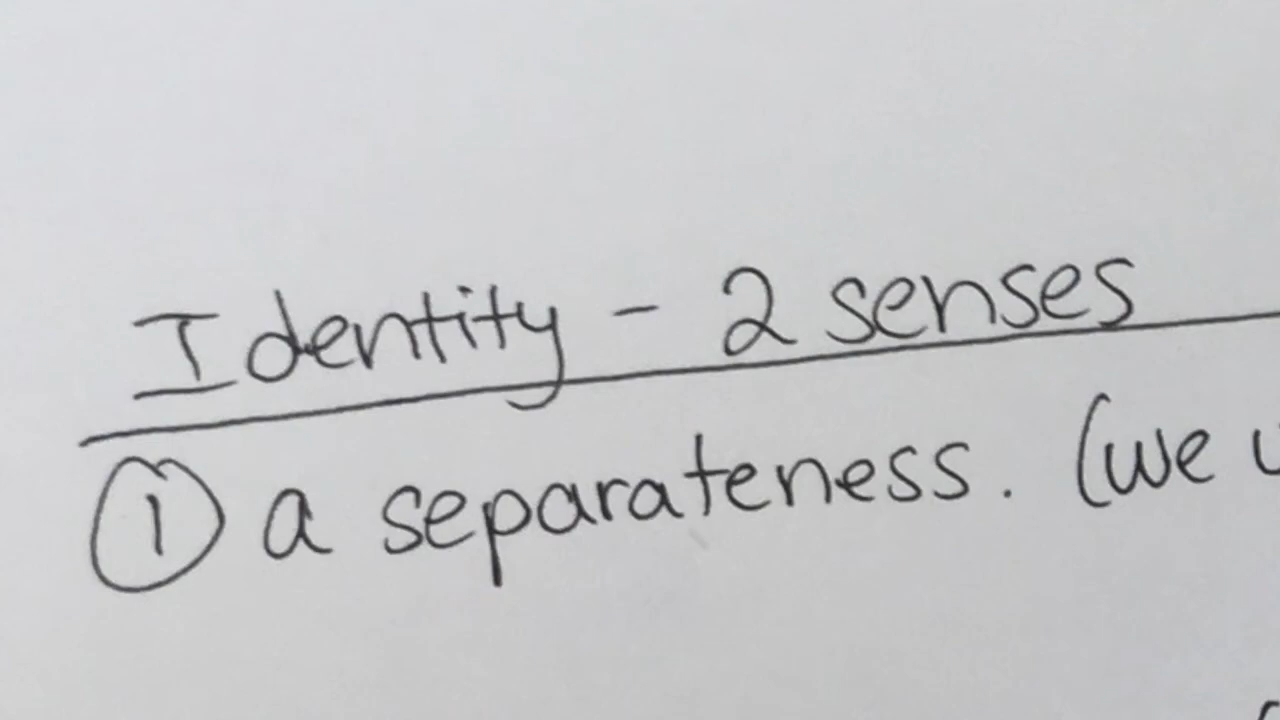 Identity - 2 senses
① a separateness. (we